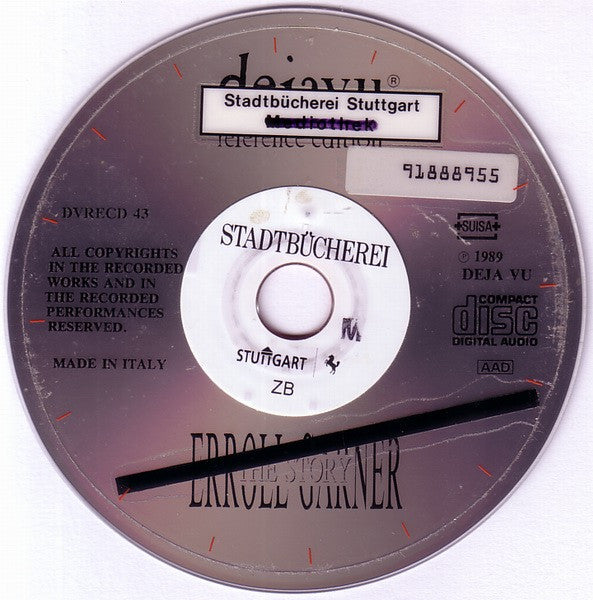 dejavu®
Stadtbücherei Stuttgart
Mediothek
reference edition
91888955
DVRECD 43
SUISA
ALL COPYRIGHTS
IN THE RECORDED
WORKS AND IN
THE RECORDED
PERFORMANCES
RESERVED.
MADE IN ITALY
STADTBÜCHEREI
M
STUTTGART
ZB
℗ 1989
DEJA VU
COMPACT
disc
DIGITAL AUDIO
AAD
ERROLL GARNER
THE STORY